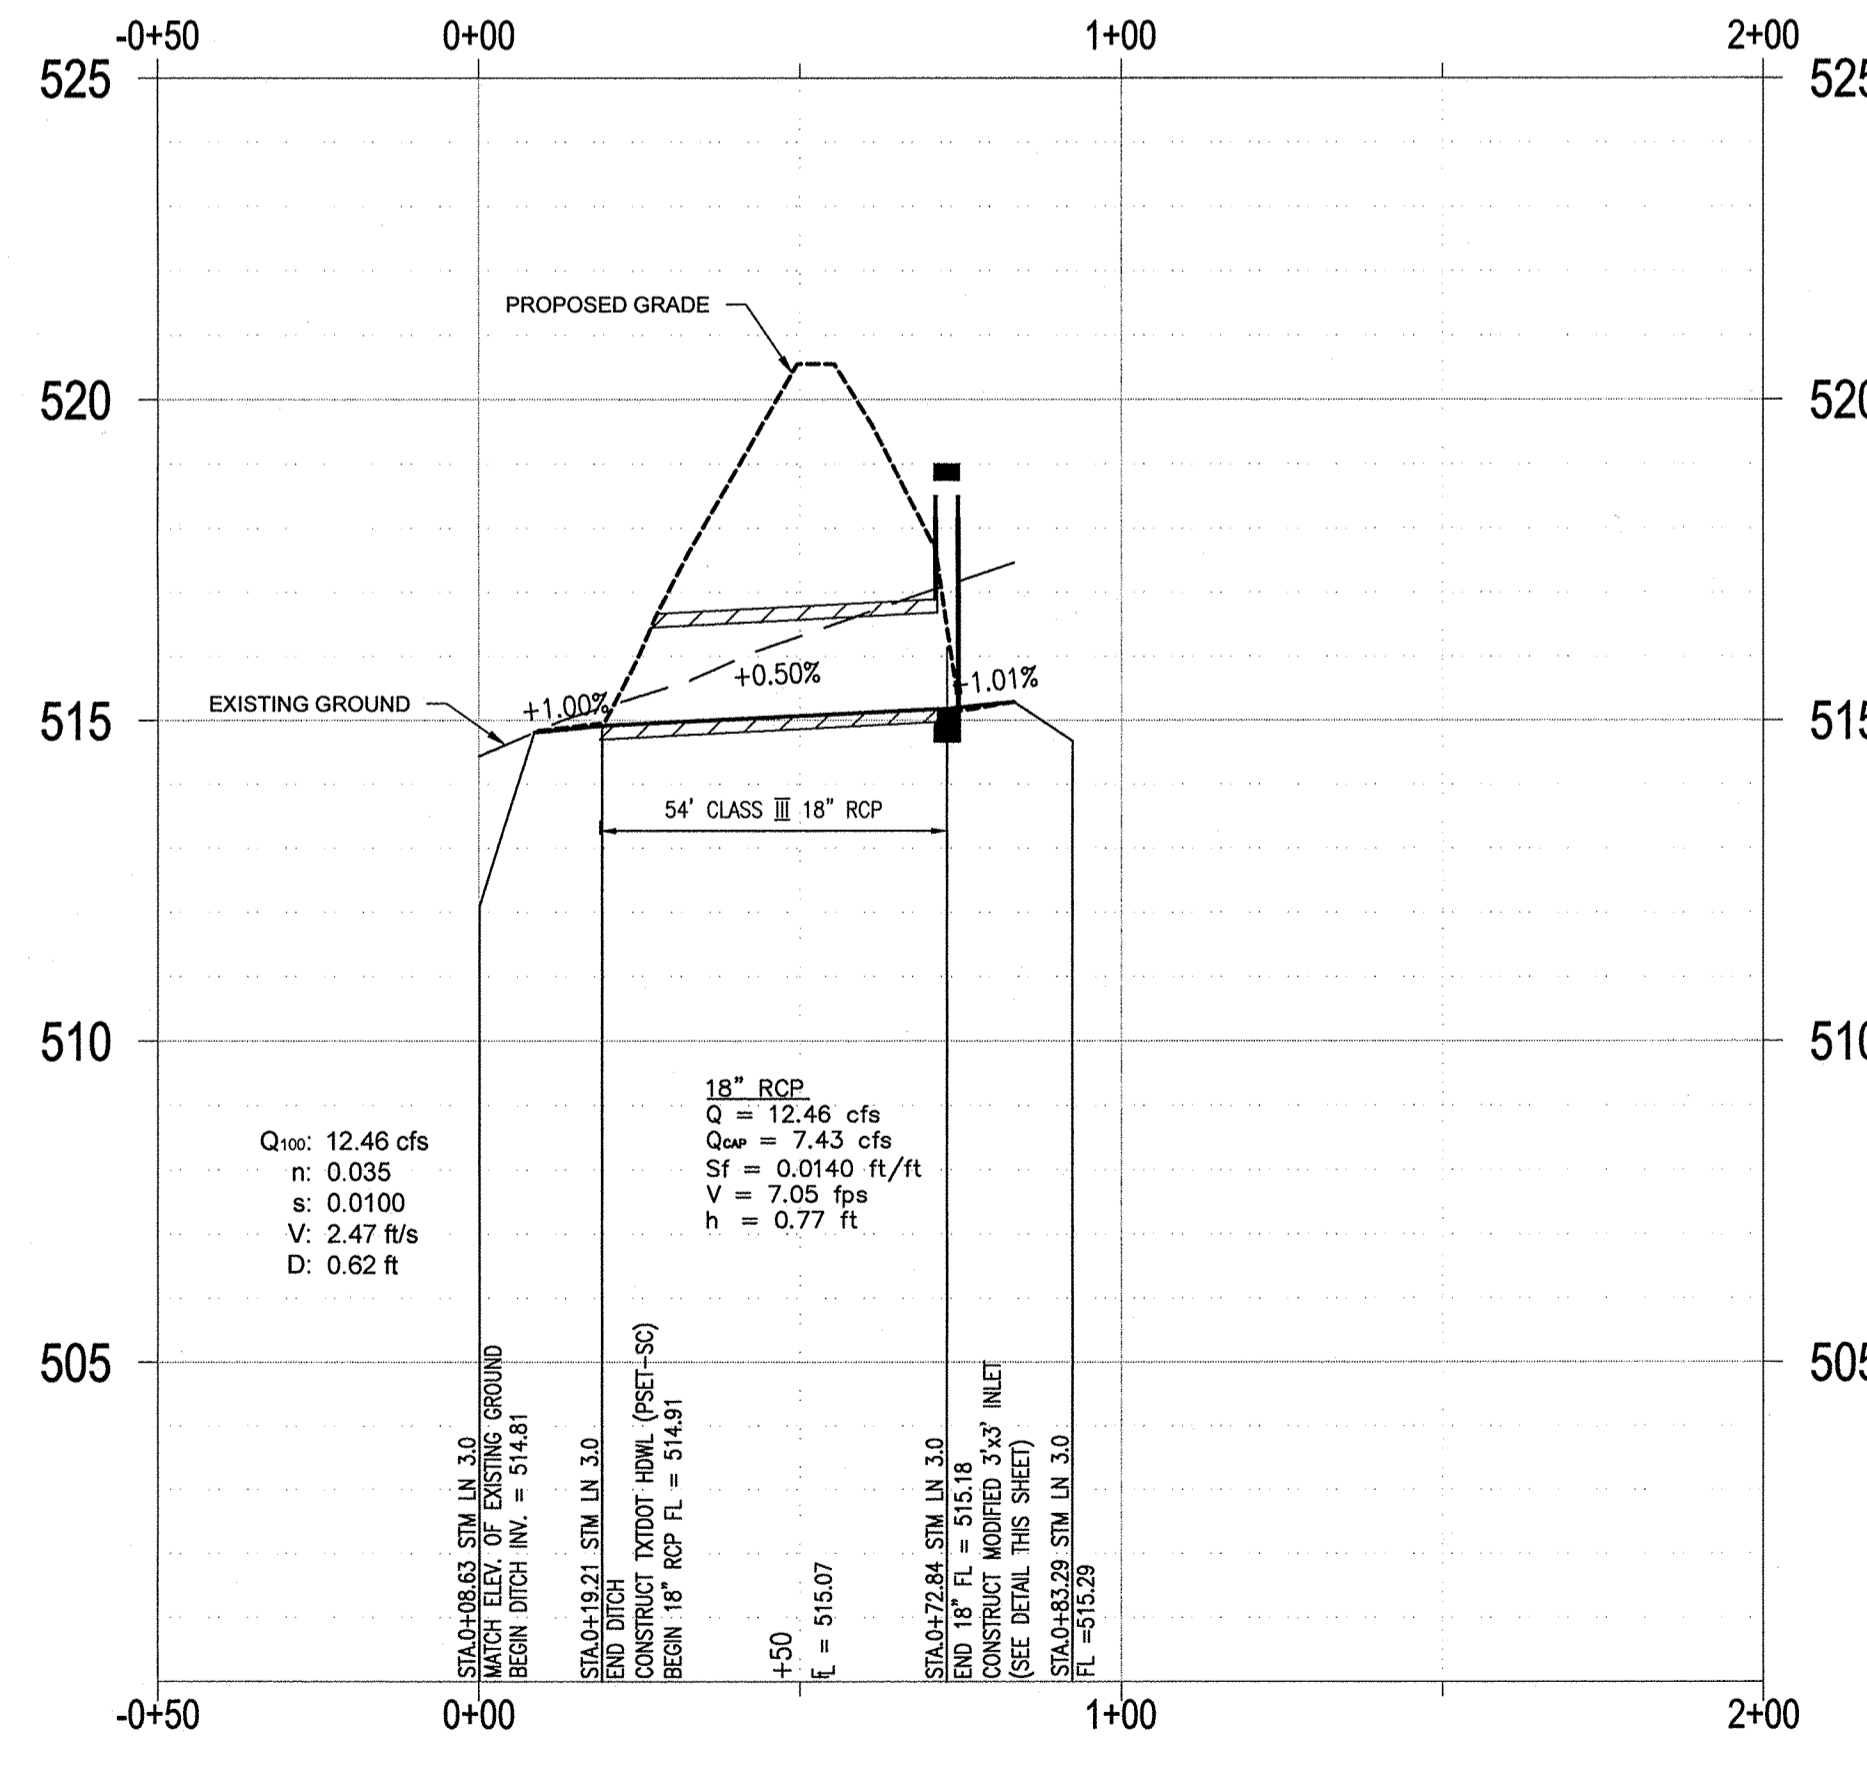 -0+50 0+00 1+00 2+00
525 525
PROPOSED GRADE
520 520
+0.50%
+1.01%
EXISTING GROUND
+1.00%
515 515
54' CLASS III 18" RCP
510 510
18" RCP
Q = 12.46 cfs
QCAP = 7.43 cfs
Sf = 0.0140 ft/ft
V = 7.05 fps
h = 0.77 ft
Q100: 12.46 cfs
n: 0.035
s: 0.0100
V: 2.47 ft/s
D: 0.62 ft
505 505
STA.0+08.63 STM LN 3.0
MATCH ELEV. OF EXISTING GROUND
BEGIN DITCH INV. = 514.81
STA.0+19.21 STM LN 3.0
END DITCH
CONSTRUCT TXTDOT HDWL (PSET-SC)
BEGIN 18" RCP FL = 514.91
+50
fL = 515.07
STA.0+72.84 STM LN 3.0
END 18" FL = 515.18
CONSTRUCT MODIFIED 3'x3' INLET
(SEE DETAIL THIS SHEET)
STA.0+83.29 STM LN 3.0
FL =515.29
-0+50 0+00 1+00 2+00